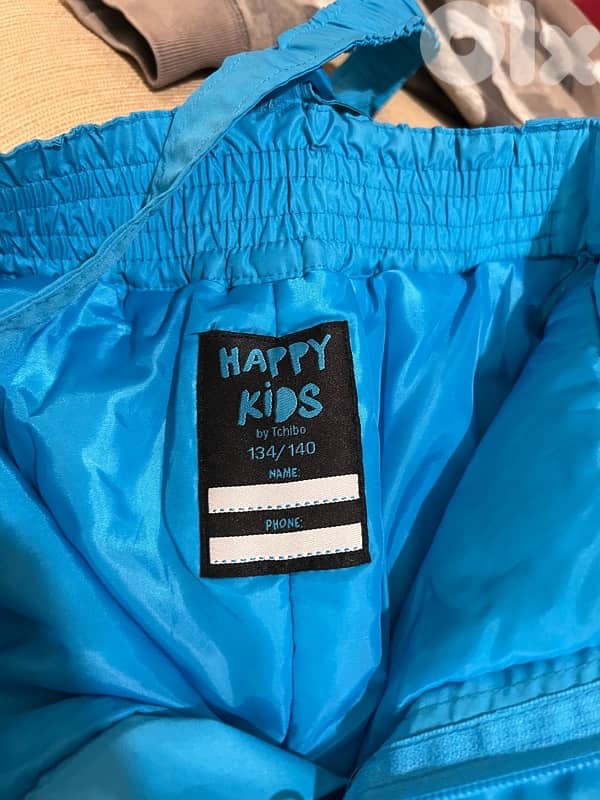 olx
HAPPY
KiDS
by Tchibo
134/140
NAME:
PHONE: